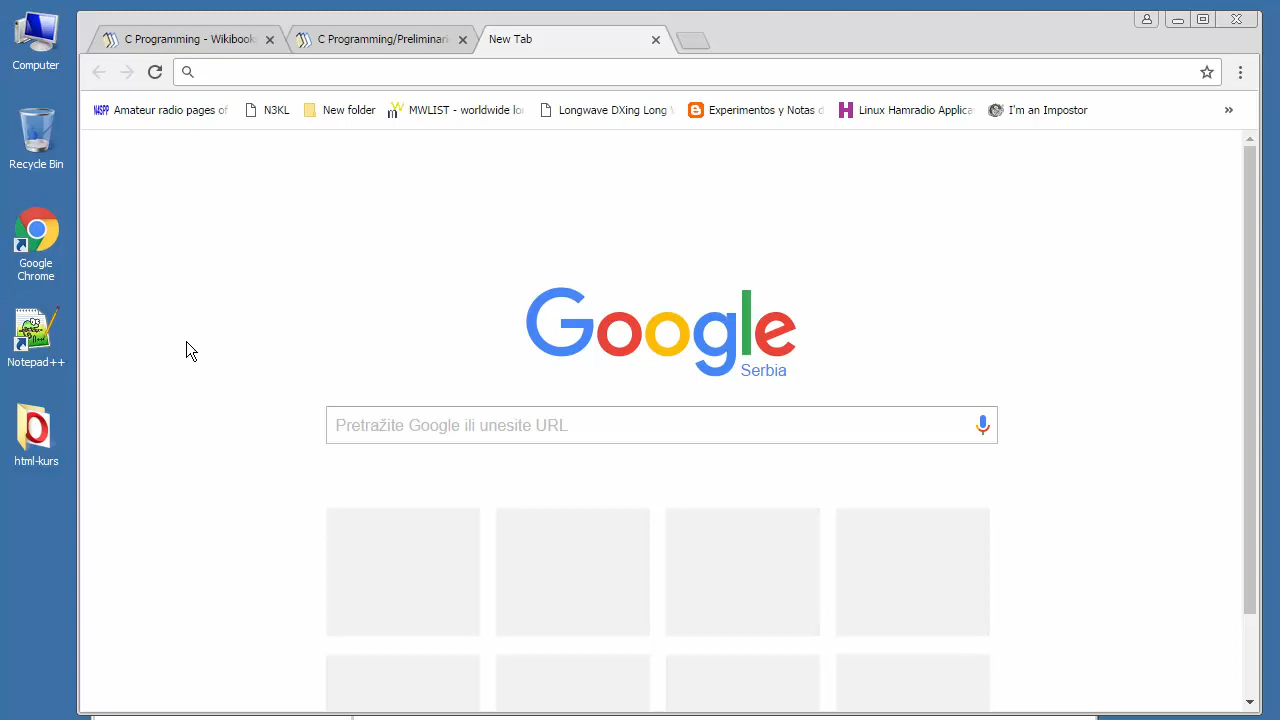 Computer
Recycle Bin
Google
Chrome
Notepad++
html-kurs
C Programming - Wikibook
C Programming/Preliminari
New Tab
Amateur radio pages of
N3KL
New folder
MWLIST - worldwide lo
Longwave DXing Long
Experimentos y Notas d
Linux Hamradio Applica
I'm an Impostor
»
Google
Serbia
Pretražite Google ili unesite URL